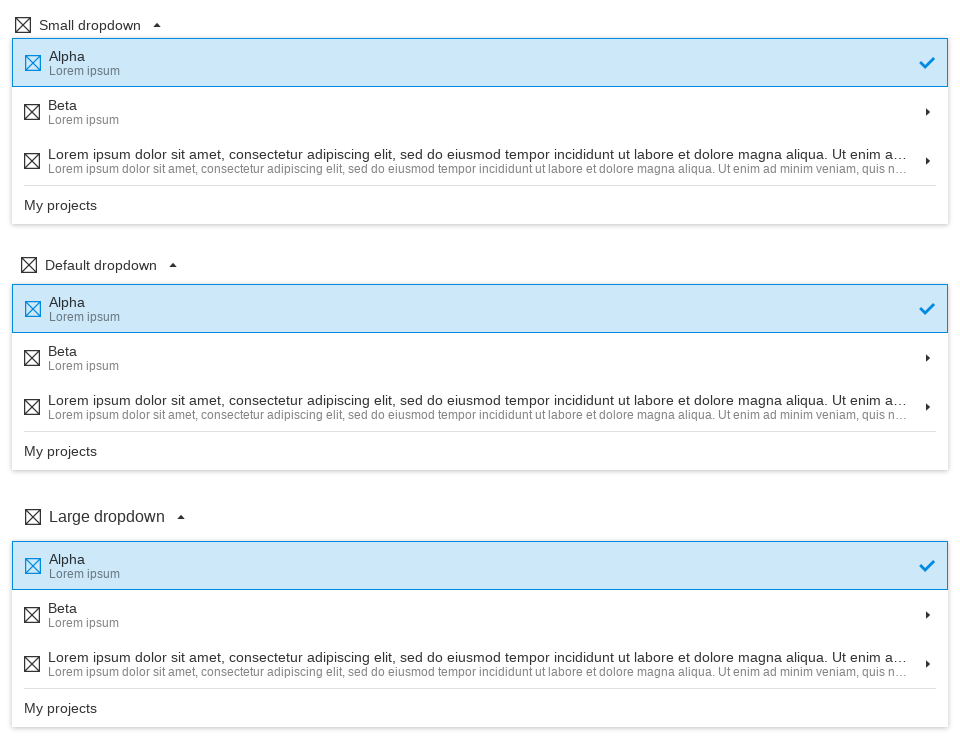 Small dropdown
Alpha
Lorem ipsum
Beta
Lorem ipsum
Lorem ipsum dolor sit amet, consectetur adipiscing elit, sed do eiusmod tempor incididunt ut labore et dolore magna aliqua. Ut enim a…
Lorem ipsum dolor sit amet, consectetur adipiscing elit, sed do eiusmod tempor incididunt ut labore et dolore magna aliqua. Ut enim ad minim veniam, quis n…
My projects
Default dropdown
Alpha
Lorem ipsum
Beta
Lorem ipsum
Lorem ipsum dolor sit amet, consectetur adipiscing elit, sed do eiusmod tempor incididunt ut labore et dolore magna aliqua. Ut enim a…
Lorem ipsum dolor sit amet, consectetur adipiscing elit, sed do eiusmod tempor incididunt ut labore et dolore magna aliqua. Ut enim ad minim veniam, quis n…
My projects
Large dropdown
Alpha
Lorem ipsum
Beta
Lorem ipsum
Lorem ipsum dolor sit amet, consectetur adipiscing elit, sed do eiusmod tempor incididunt ut labore et dolore magna aliqua. Ut enim a…
Lorem ipsum dolor sit amet, consectetur adipiscing elit, sed do eiusmod tempor incididunt ut labore et dolore magna aliqua. Ut enim ad minim veniam, quis n…
My projects